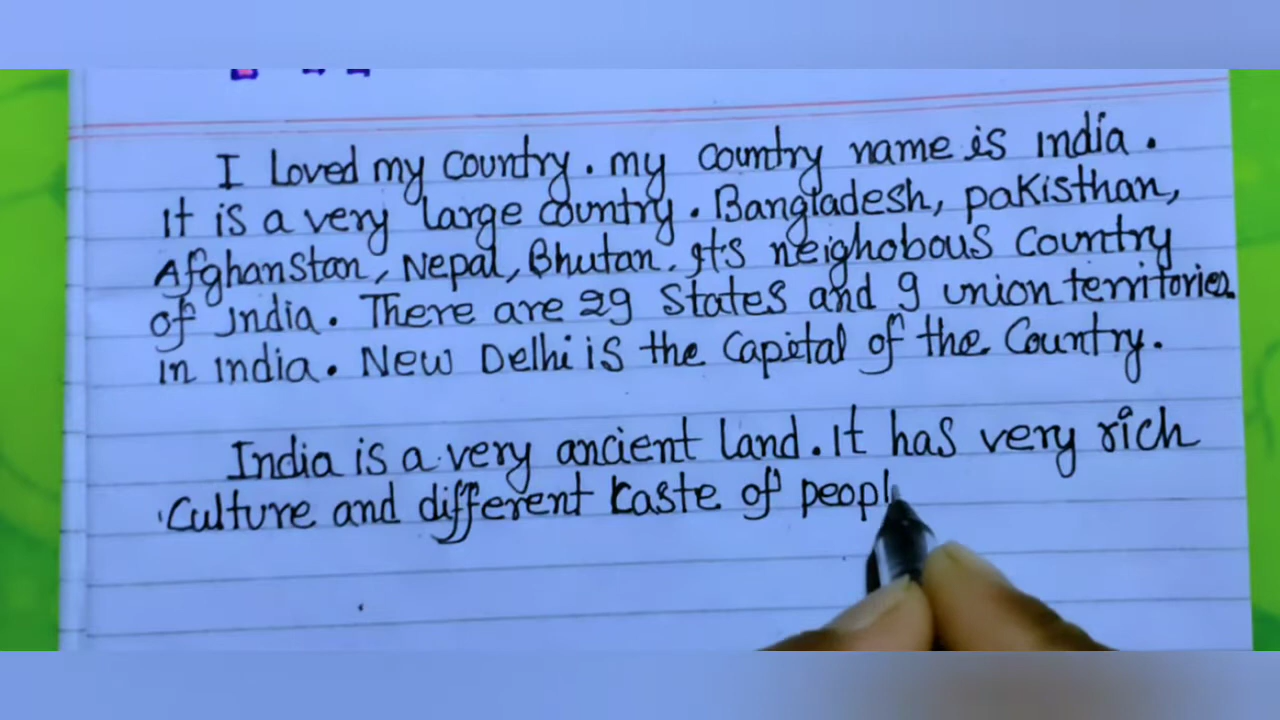 I Loved my Country. my Country name is india.
It is a very large Country. Bangladesh, pakisthan,
Afghanstan, Nepal, Bhutan. It's neighobous Country
of india. There are 29 States and 9 union territories
in india. New Delhi is the Capital of the Country.
India is a very ancient land. It has very rich
Culture and different caste of peopl